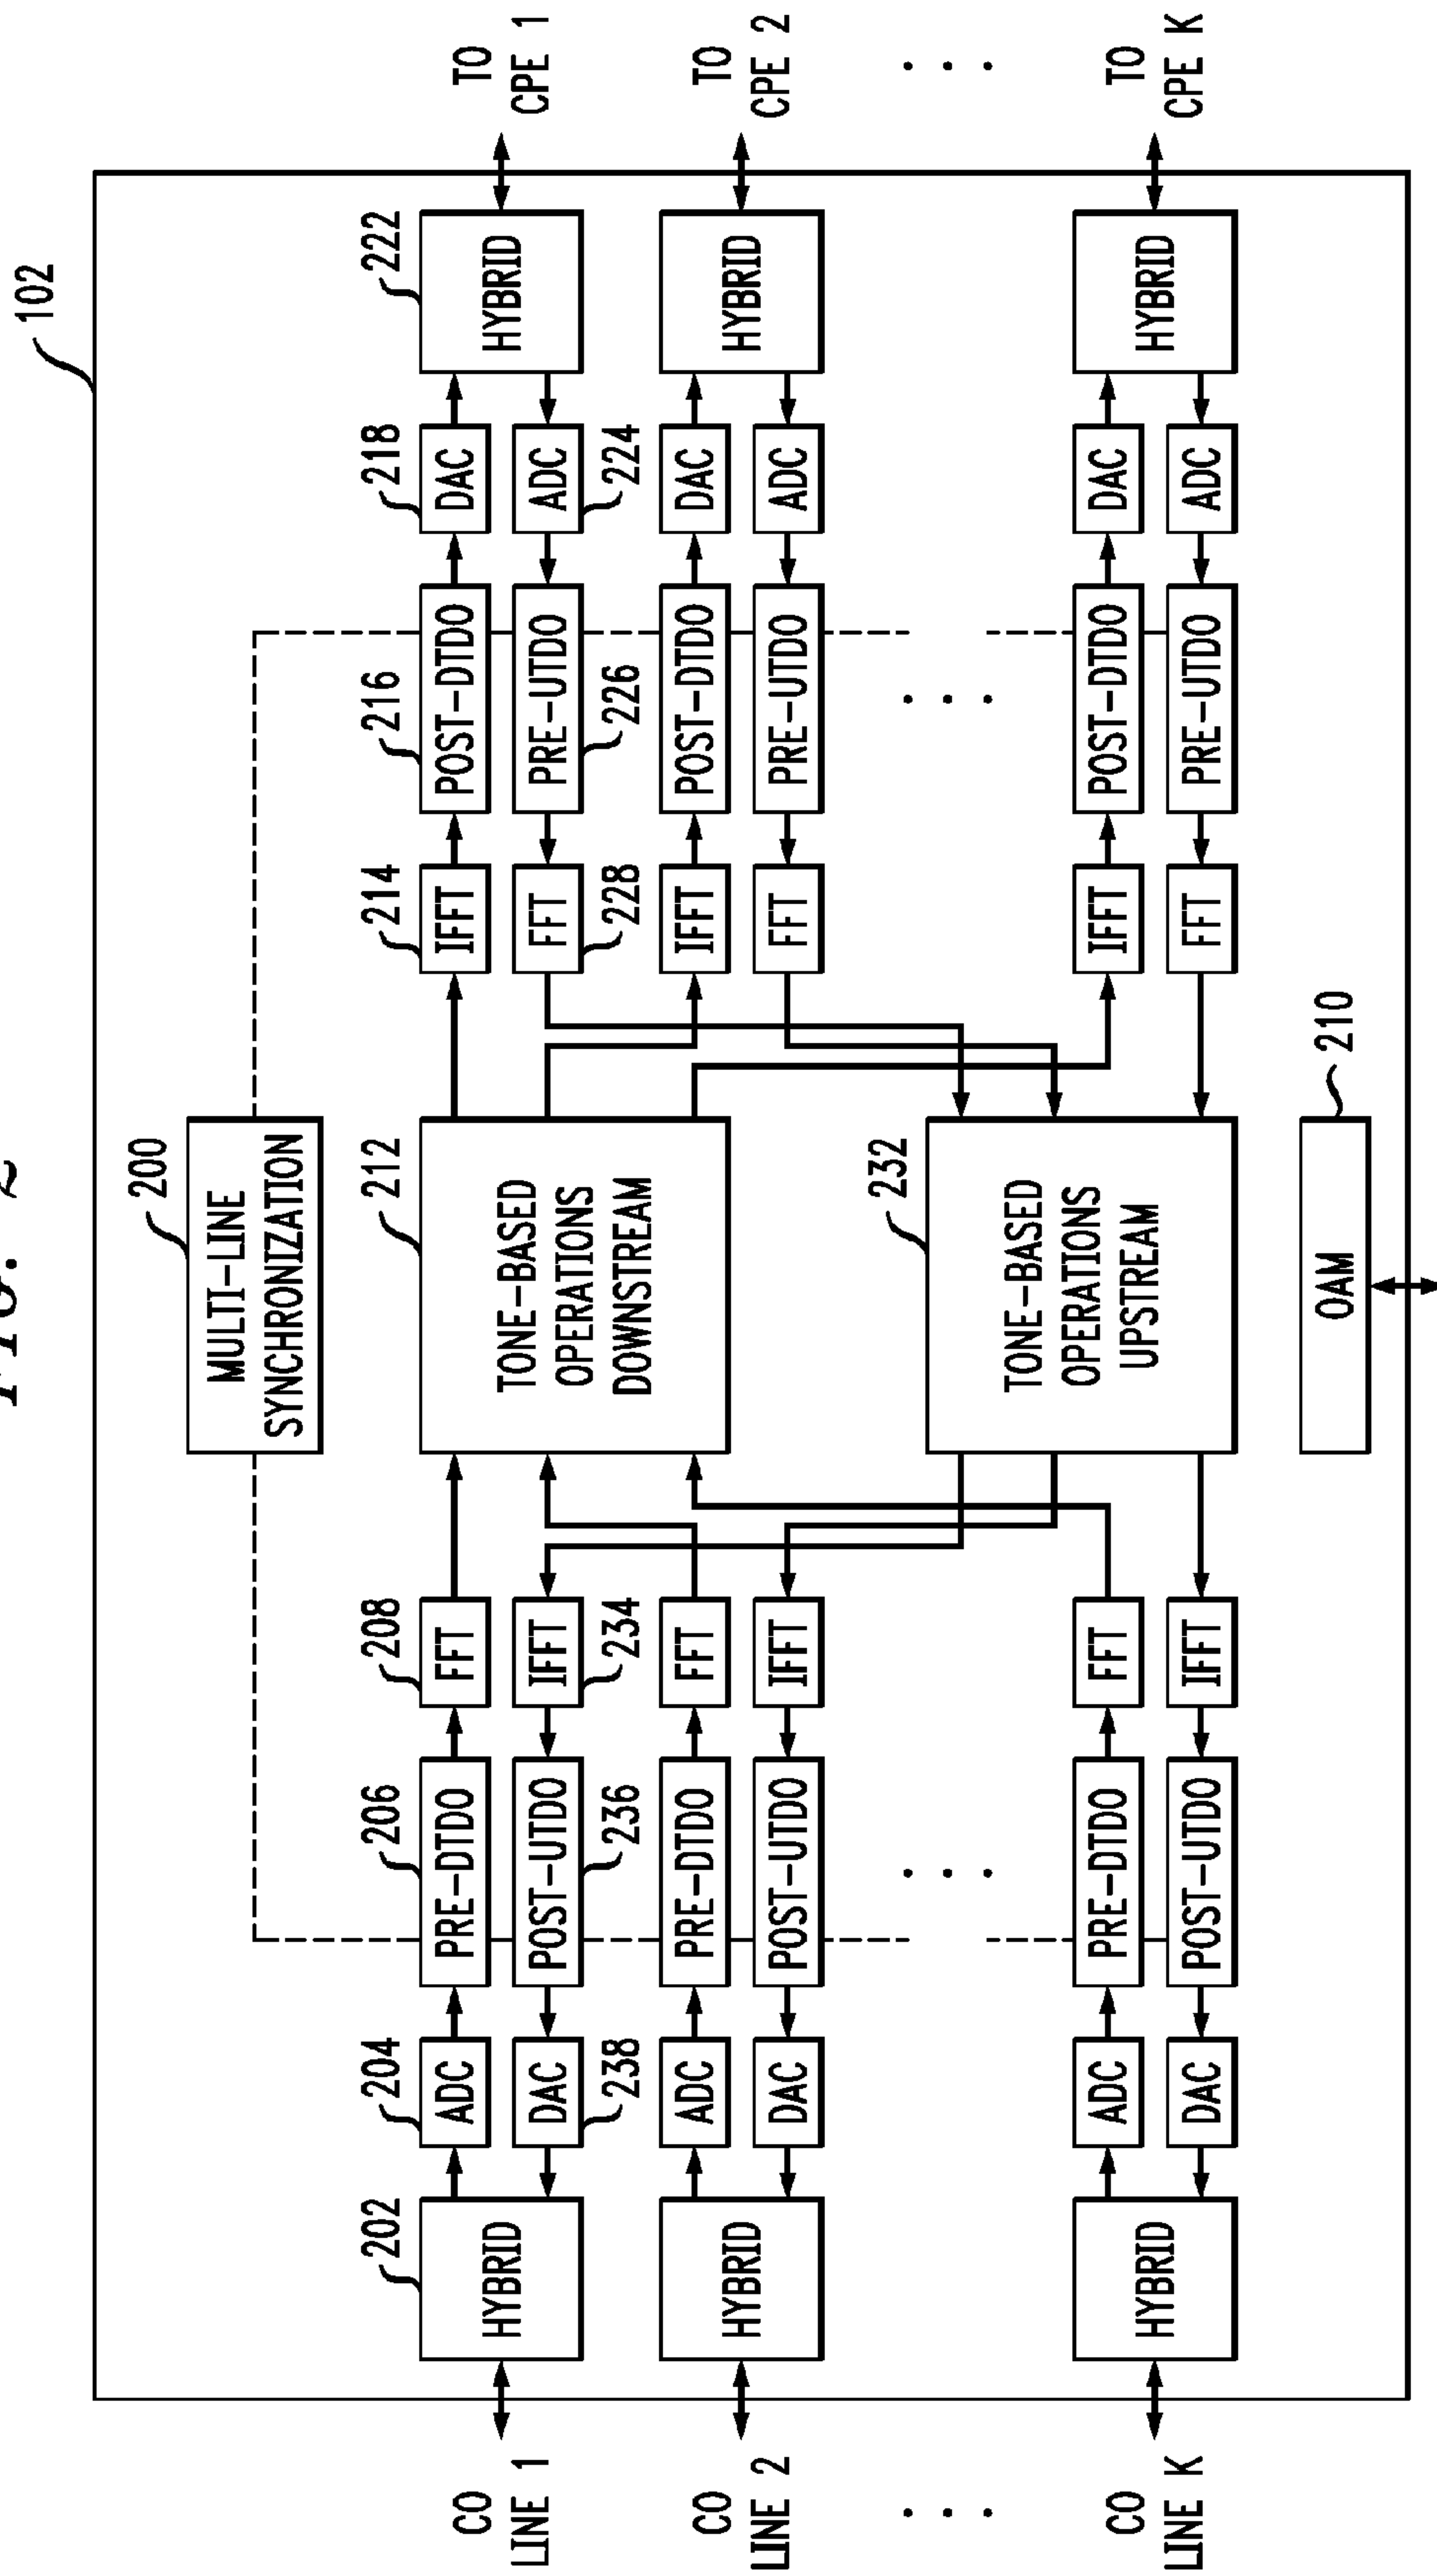 FIG. 2
102
200
MULTI-LINE
SYNCHRONIZATION
202
204
206
208
212
214
216
218
222
CO
LINE 1
HYBRID
ADC
PRE-DTDO
FFT
TONE-BASED
OPERATIONS
DOWNSTREAM
IFFT
POST-DTDO
DAC
HYBRID
TO
CPE 1
DAC
POST-UTDO
IFFT
FFT
PRE-UTDO
ADC
238
236
234
228
226
224
CO
LINE 2
HYBRID
ADC
PRE-DTDO
FFT
IFFT
POST-DTDO
DAC
HYBRID
TO
CPE 2
DAC
POST-UTDO
IFFT
FFT
PRE-UTDO
ADC
. . .
. . .
232
. . .
. . .
CO
LINE K
HYBRID
ADC
PRE-DTDO
FFT
TONE-BASED
OPERATIONS
UPSTREAM
IFFT
POST-DTDO
DAC
HYBRID
TO
CPE K
DAC
POST-UTDO
IFFT
FFT
PRE-UTDO
ADC
OAM
210